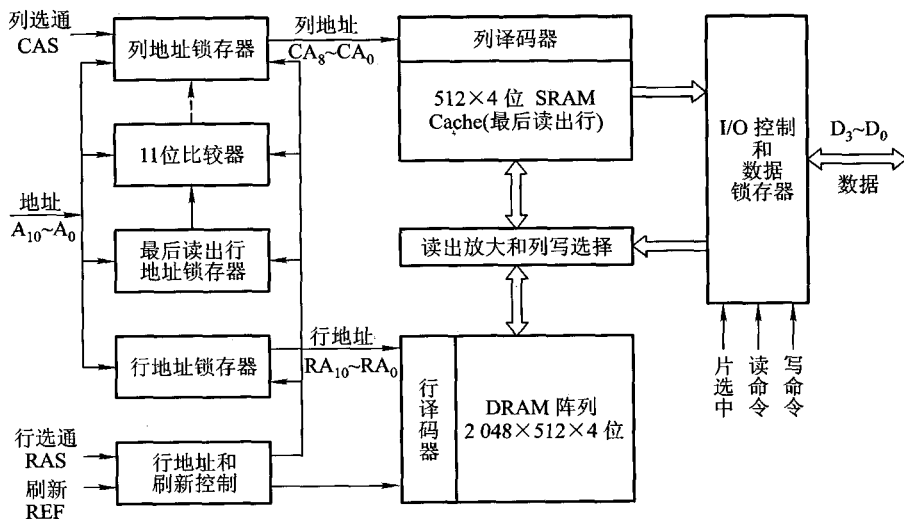 列选通
CAS
列地址锁存器
列地址
CA₈~CA₀
列译码器
512×4 位 SRAM
Cache(最后读出行)
11位比较器
地址
A₁₀~A₀
最后读出行
地址锁存器
读出放大和列写选择
I/O 控制
和
数据
锁存器
D₃~D₀
数据
行地址锁存器
行地址
RA₁₀~RA₀
行译码器
DRAM 阵列
2 048×512×4 位
片选中
读命令
写命令
行选通
RAS
刷新
REF
行地址和
刷新控制